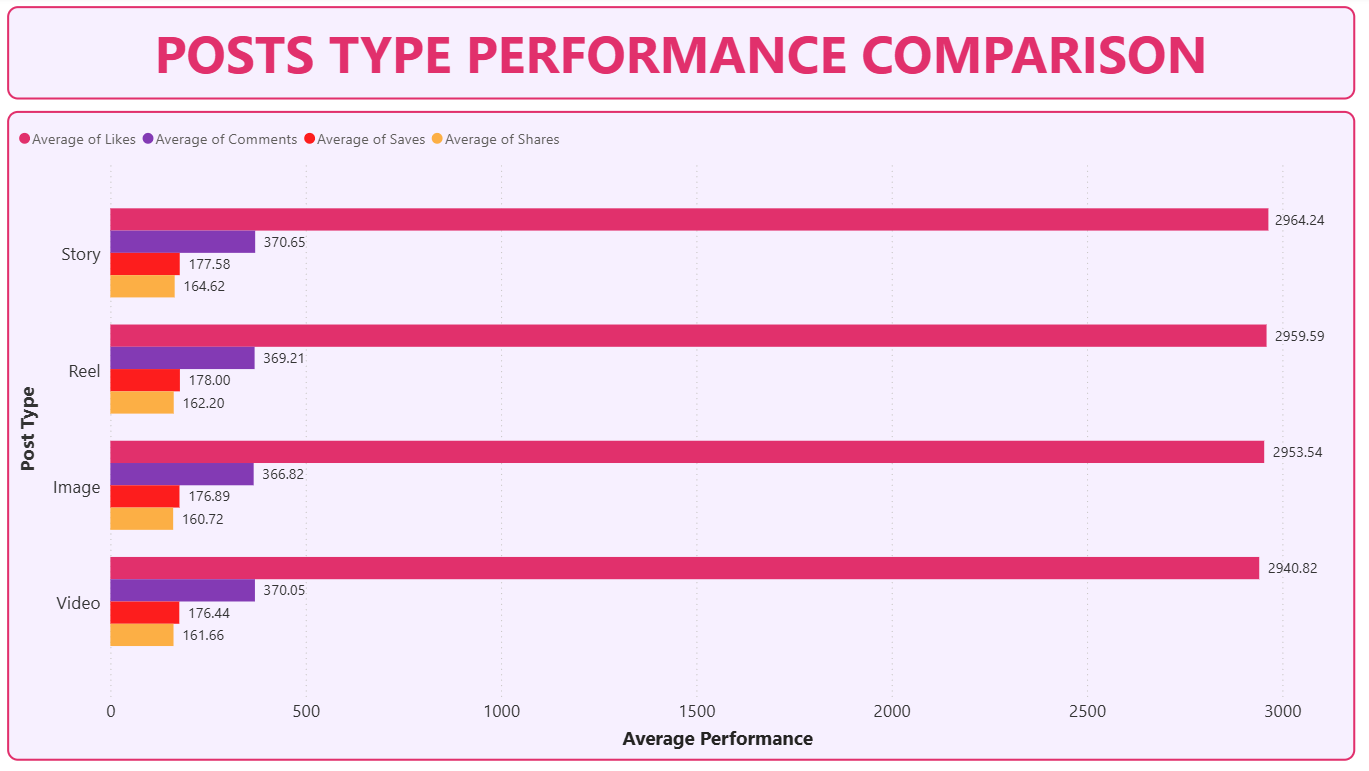 POSTS TYPE PERFORMANCE COMPARISON
Average of Likes Average of Comments Average of Saves Average of Shares
Post Type
Story
2964.24
370.65
177.58
164.62
Reel
2959.59
369.21
178.00
162.20
Image
2953.54
366.82
176.89
160.72
Video
2940.82
370.05
176.44
161.66
0 500 1000 1500 2000 2500 3000
Average Performance